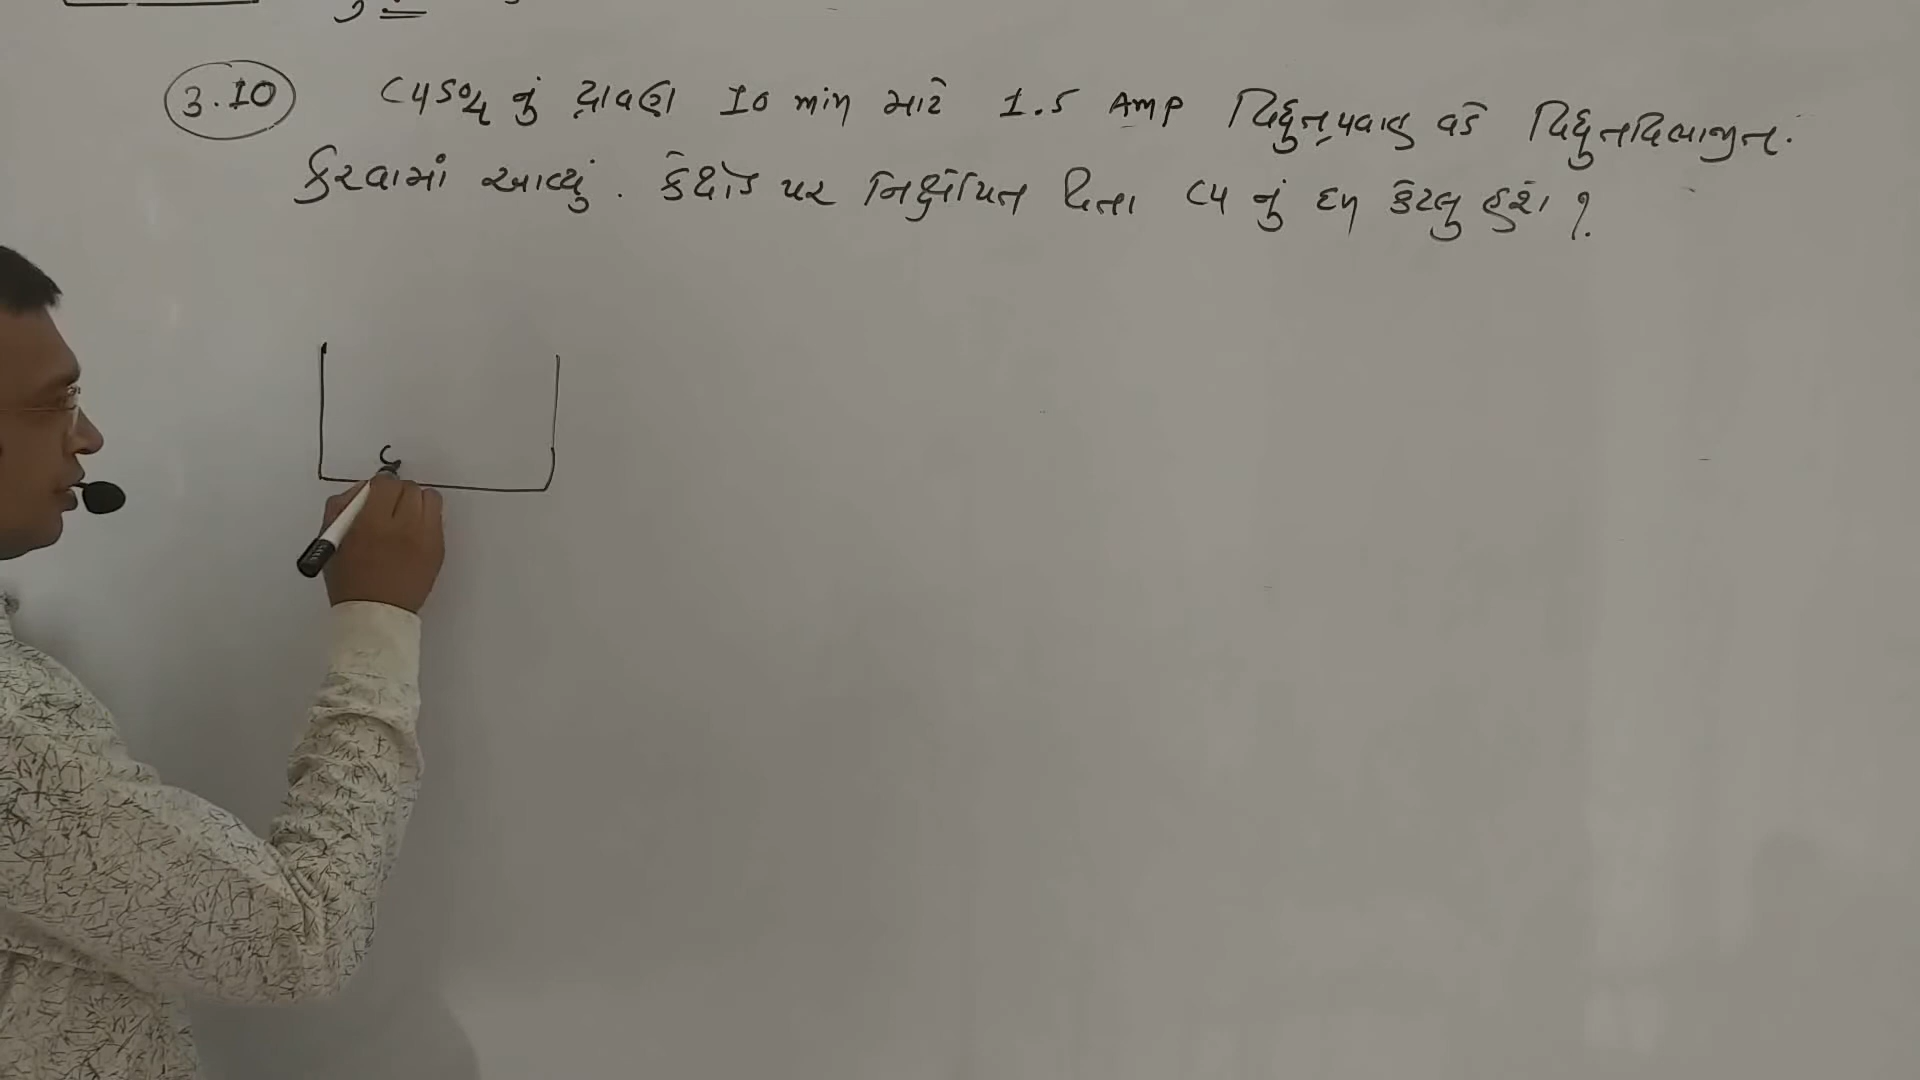 3.10 CuSO4 નું દ્રાવણ 10 min માટે 1.5 Amp વિદ્યુતપ્રવાહ વડે વિદ્યુતવિભાજન.
કરવામાં આવ્યું. કેથોડ પર નિક્ષેપિત થતા Cu નું દળ કેટલુ હશે ?
C